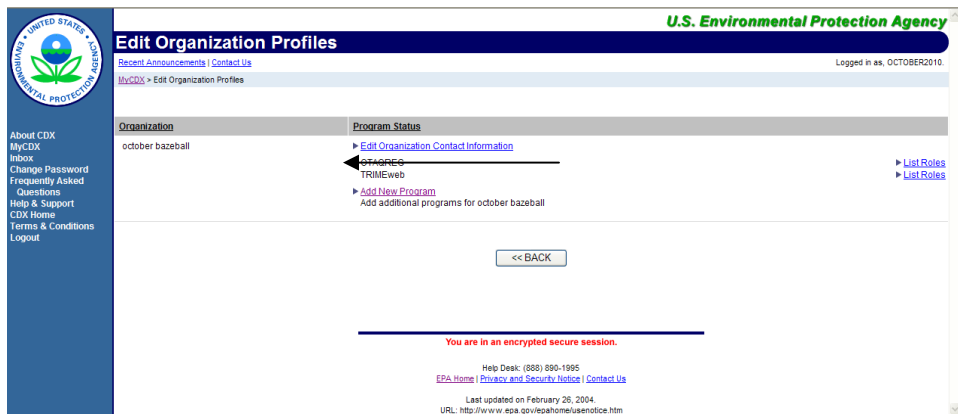 UNITED STATES
ENVIRONMENTAL PROTECTION AGENCY
U.S. Environmental Protection Agency
Edit Organization Profiles
Recent Announcements | Contact Us
Logged in as, OCTOBER2010.
MyCDX > Edit Organization Profiles
About CDX
MyCDX
Inbox
Change Password
Frequently Asked
Questions
Help & Support
CDX Home
Terms & Conditions
Logout
Organization Program Status
october bazeball Edit Organization Contact Information
OTAQREG List Roles
TRIMEweb List Roles
Add New Program
Add additional programs for october bazeball
<< BACK
You are in an encrypted secure session.
Help Desk: (888) 890-1995
EPA Home | Privacy and Security Notice | Contact Us
Last updated on February 26, 2004.
URL: http://www.epa.gov/epahome/usenotice.htm